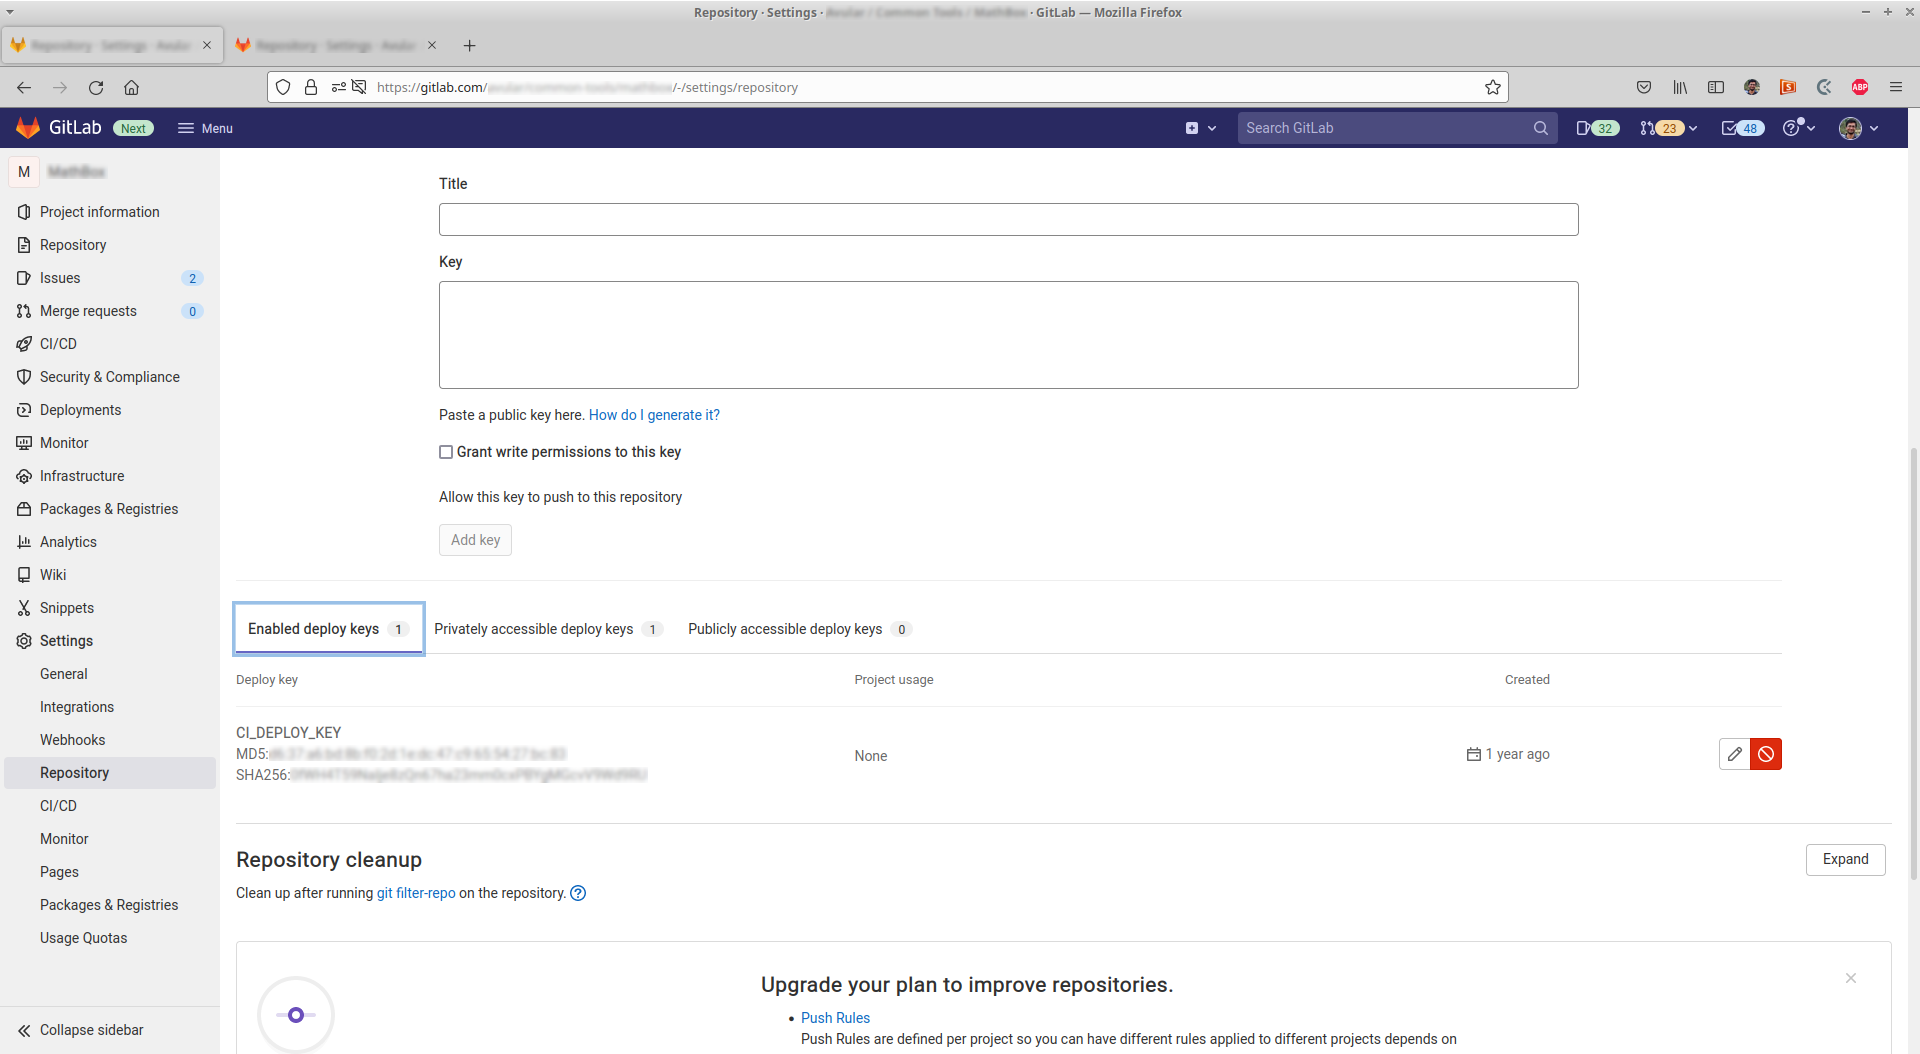 Repository · Settings · · GitLab — Mozilla Firefox
https://gitlab.com/ /-/settings/repository
GitLab Next Menu Search GitLab 32 23 48
M
Project information
Repository
Issues 2
Merge requests 0
CI/CD
Security & Compliance
Deployments
Monitor
Infrastructure
Packages & Registries
Analytics
Wiki
Snippets
Settings
General
Integrations
Webhooks
Repository
CI/CD
Monitor
Pages
Packages & Registries
Usage Quotas
Collapse sidebar
Title
Key
Paste a public key here. How do I generate it?
Grant write permissions to this key
Allow this key to push to this repository
Add key
Enabled deploy keys 1 Privately accessible deploy keys 1 Publicly accessible deploy keys 0
Deploy key Project usage Created
CI_DEPLOY_KEY
MD5:
SHA256:
None
1 year ago
Repository cleanup
Expand
Clean up after running git filter-repo on the repository.
Upgrade your plan to improve repositories.
• Push Rules
Push Rules are defined per project so you can have different rules applied to different projects depends on